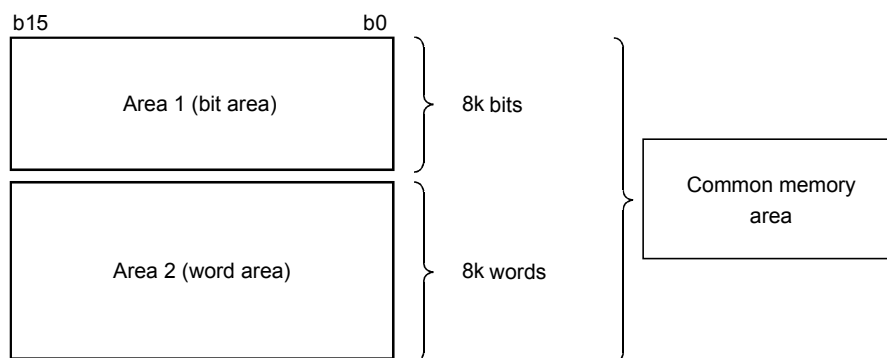 b15 b0
Area 1 (bit area)
8k bits
Area 2 (word area)
8k words
Common memory
area